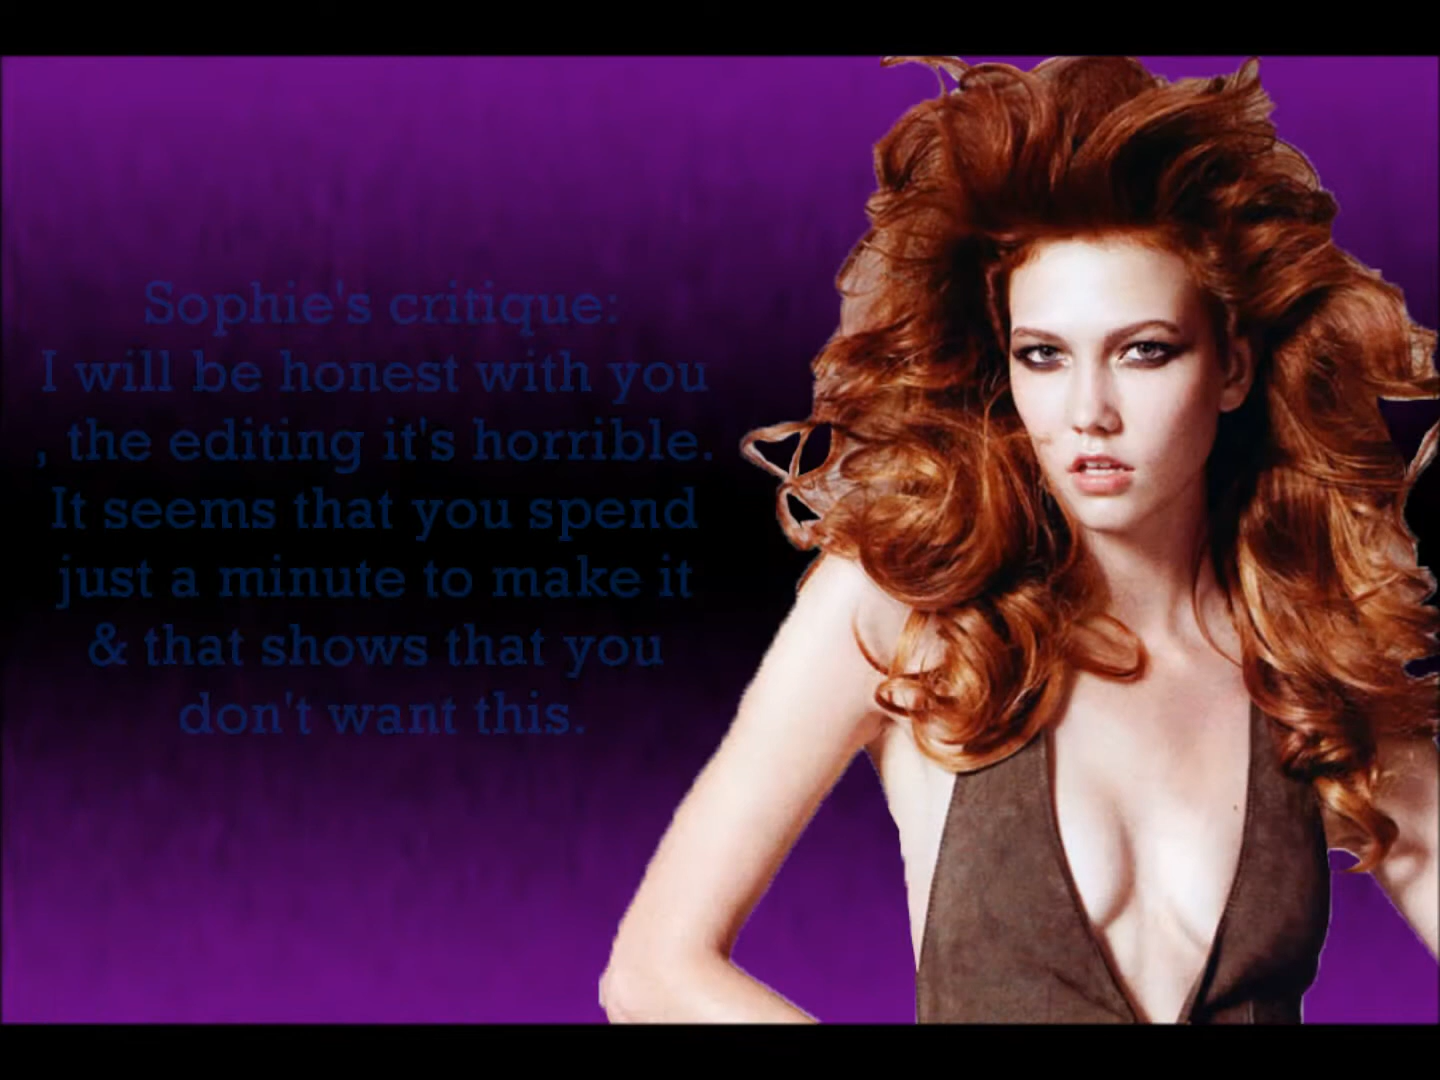 Sophie's critique:
I will be honest with you
, the editing it's horrible.
It seems that you spend
just a minute to make it
& that shows that you
don't want this.